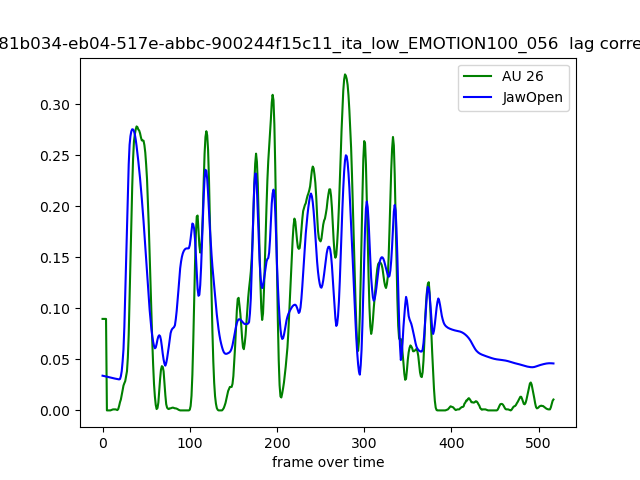 81b034-eb04-517e-abbc-900244f15c11_ita_low_EMOTION100_056 lag corre
AU 26
JawOpen
0.30
0.25
0.20
0.15
0.10
0.05
0.00
0 100 200 300 400 500
frame over time